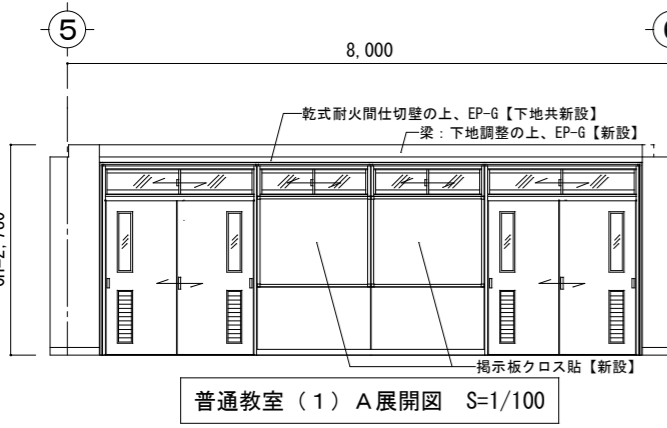 5
8,000
乾式耐火間仕切壁の上、EP-G【下地共新設】
梁：下地調整の上、EP-G【新設】
掲示板クロス貼【新設】
普通教室（1）A展開図 S=1/100